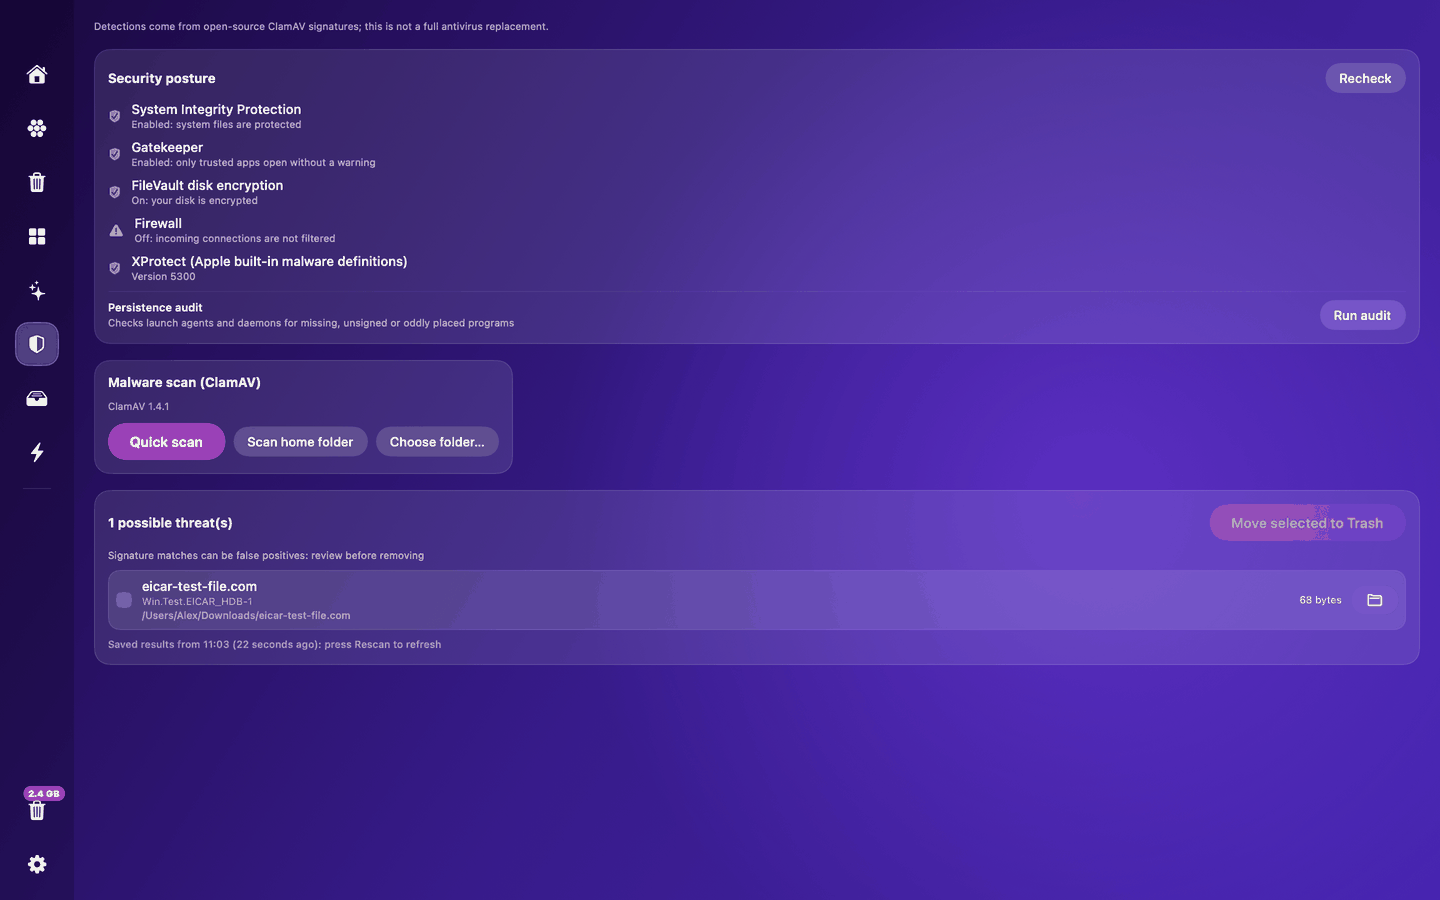 Detections come from open-source ClamAV signatures; this is not a full antivirus replacement.
Security posture
Recheck
System Integrity Protection
Enabled: system files are protected
Gatekeeper
Enabled: only trusted apps open without a warning
FileVault disk encryption
On: your disk is encrypted
Firewall
Off: incoming connections are not filtered
XProtect (Apple built-in malware definitions)
Version 5300
Persistence audit
Checks launch agents and daemons for missing, unsigned or oddly placed programs
Run audit
Malware scan (ClamAV)
ClamAV 1.4.1
Quick scan
Scan home folder
Choose folder...
1 possible threat(s)
Move selected to Trash
Signature matches can be false positives: review before removing
eicar-test-file.com
Win.Test.EICAR_HDB-1
/Users/Alex/Downloads/eicar-test-file.com
68 bytes
Saved results from 11:03 (22 seconds ago): press Rescan to refresh
2.4 GB